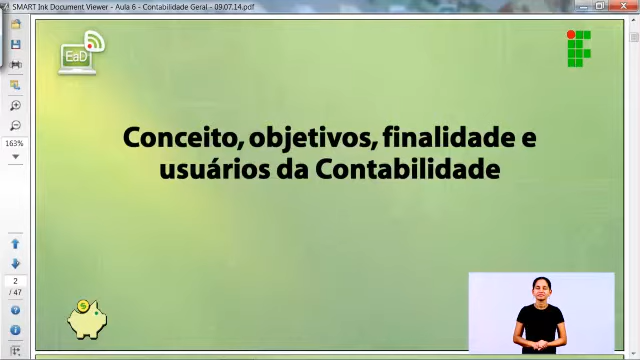 SMART Ink Document Viewer - Aula 6 - Contabilidade Geral - 09.07.14.pdf
EaD
163%
Conceito, objetivos, finalidade e
usuários da Contabilidade
2
/ 47